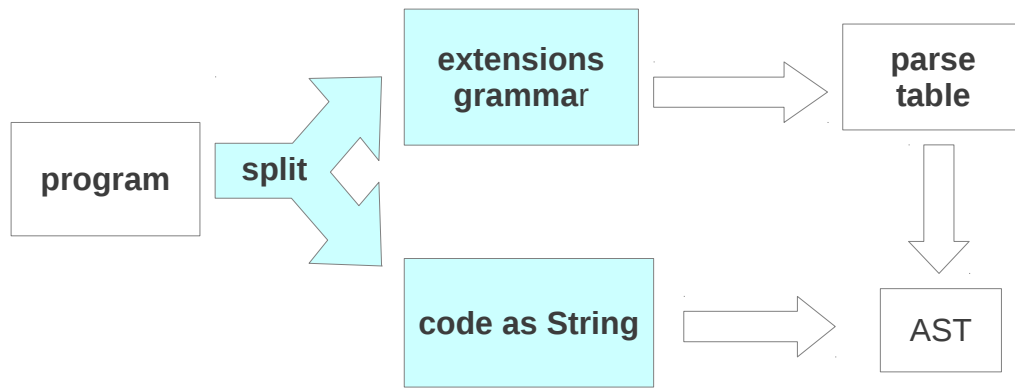 program
split
extensions
grammar
parse
table
code as String
AST